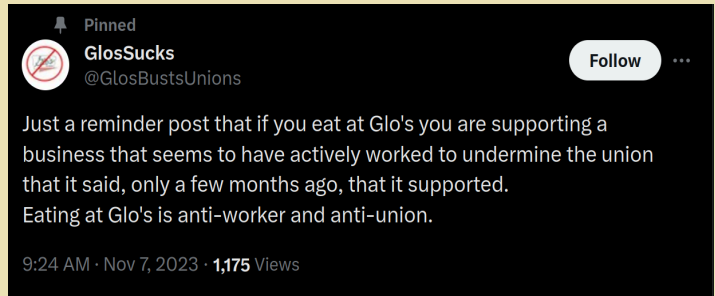 Pinned
GlosSucks
@GlosBustsUnions
Follow
Just a reminder post that if you eat at Glo's you are supporting a
business that seems to have actively worked to undermine the union
that it said, only a few months ago, that it supported.
Eating at Glo's is anti-worker and anti-union.
9:24 AM · Nov 7, 2023 · 1,175 Views